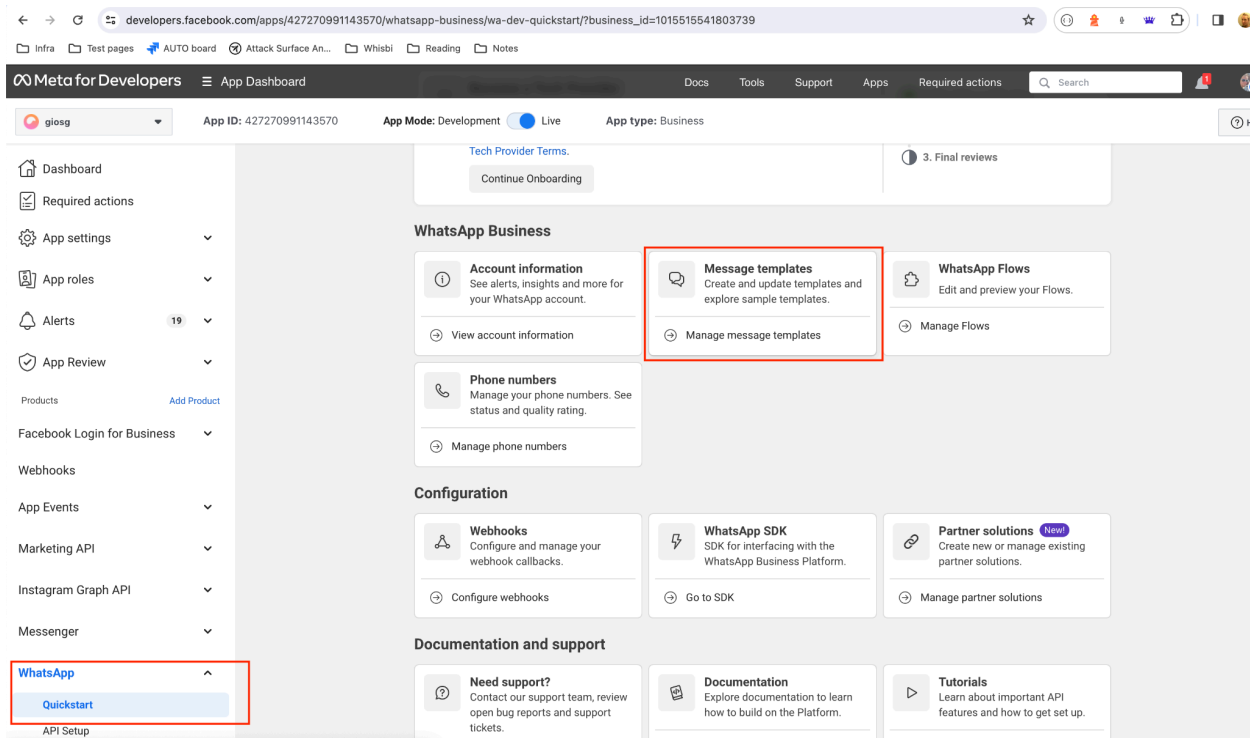 developers.facebook.com/apps/427270991143570/whatsapp-business/wa-dev-quickstart/?business_id=1015515541803739
Infra Test pages AUTO board Attack Surface An... Whisbi Reading Notes
Meta for Developers App Dashboard Docs Tools Support Apps Required actions Search 1
giosg App ID: 427270991143570 App Mode: Development Live App type: Business
Dashboard
Required actions
App settings
App roles
Alerts 19
App Review
Products Add Product
Facebook Login for Business
Webhooks
App Events
Marketing API
Instagram Graph API
Messenger
WhatsApp
Quickstart
API Setup
Tech Provider Terms.
Continue Onboarding
3. Final reviews
WhatsApp Business
Account information
See alerts, insights and more for
your WhatsApp account.
View account information
Message templates
Create and update templates and
explore sample templates.
Manage message templates
WhatsApp Flows
Edit and preview your Flows.
Manage Flows
Phone numbers
Manage your phone numbers. See
status and quality rating.
Manage phone numbers
Configuration
Webhooks
Configure and manage your
webhook callbacks.
Configure webhooks
WhatsApp SDK
SDK for interfacing with the
WhatsApp Business Platform.
Go to SDK
Partner solutions New!
Create new or manage existing
partner solutions.
Manage partner solutions
Documentation and support
Need support?
Contact our support team, review
open bug reports and support
tickets.
Documentation
Explore documentation to learn
how to build on the Platform.
Tutorials
Learn about important API
features and how to get set up.